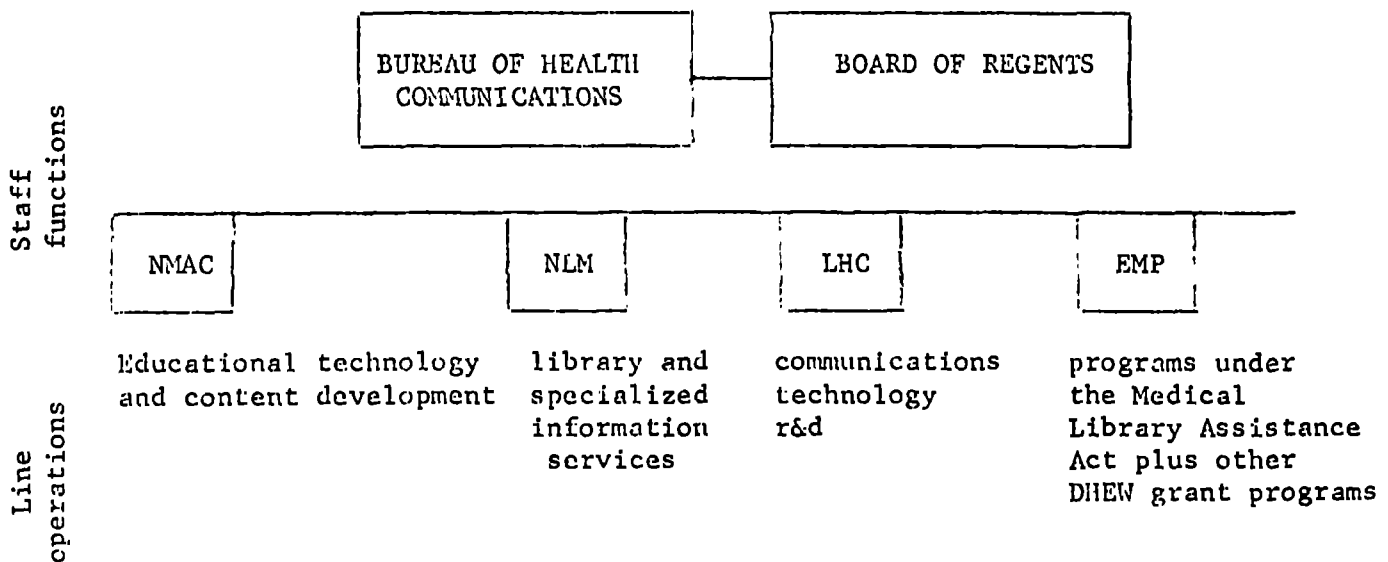 BUREAU OF HEALTH
COMMUNICATIONS
BOARD OF REGENTS
Staff
functions
NMAC
NLM
LHC
EMP
Educational technology
and content development
library and
specialized
information
services
communications
technology
r&d
programs under
the Medical
Library Assistance
Act plus other
DHEW grant programs
Line
operations